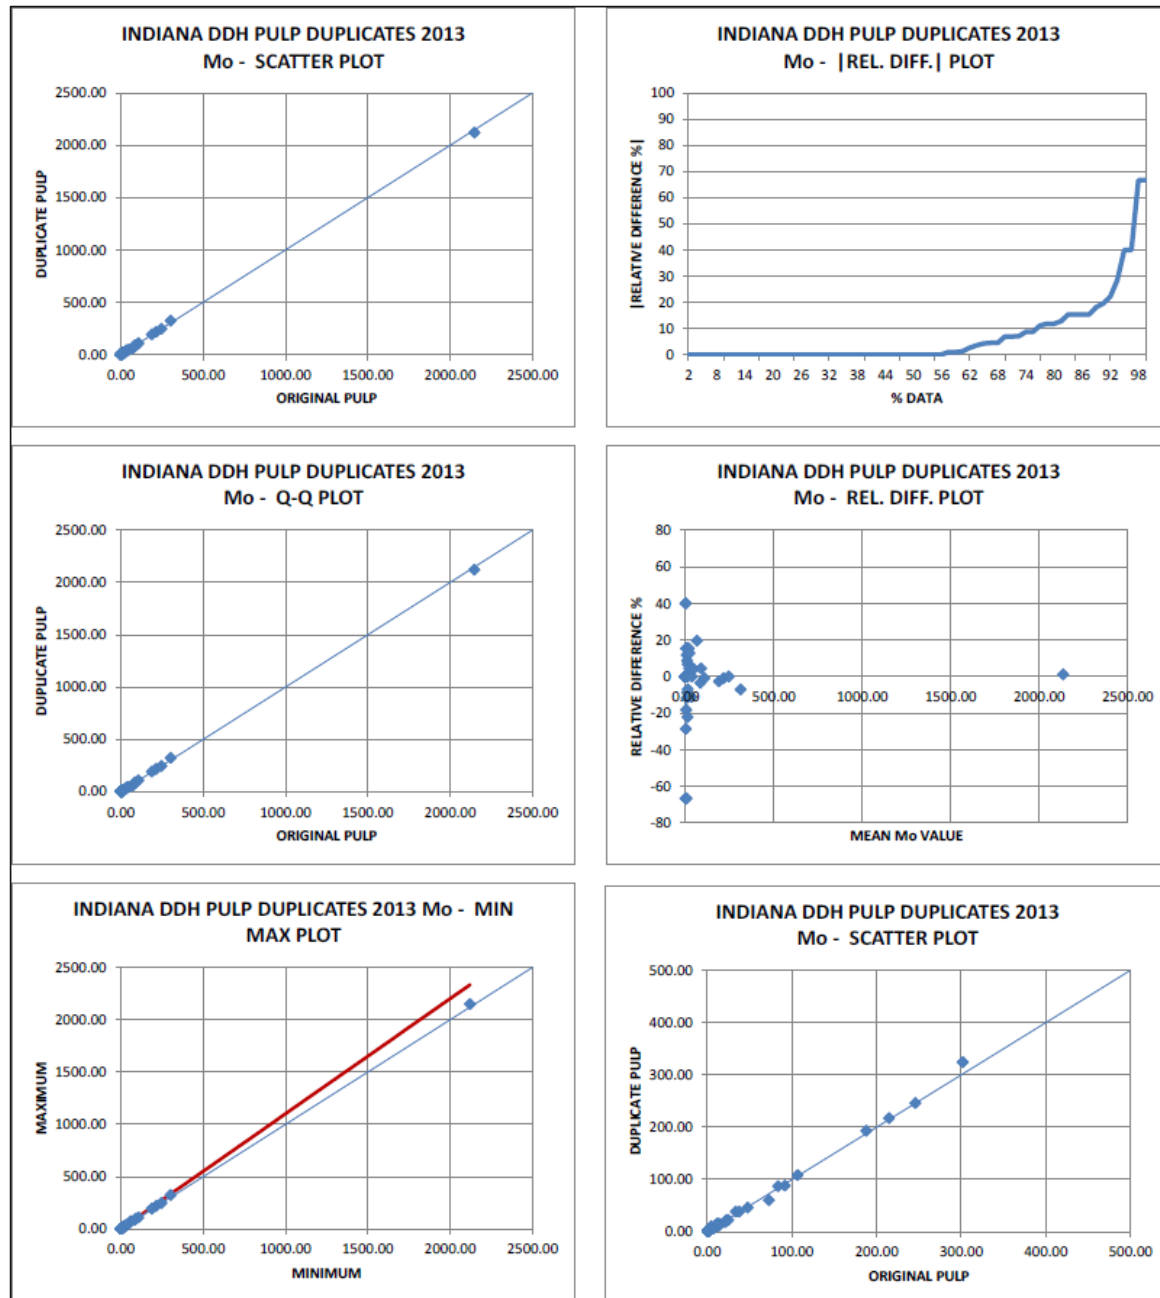 INDIANA DDH PULP DUPLICATES 2013
Mo - SCATTER PLOT
2500.00
2000.00
1500.00
1000.00
500.00
0.00
DUPLICATE PULP
0.00 500.00 1000.00 1500.00 2000.00 2500.00
ORIGINAL PULP
INDIANA DDH PULP DUPLICATES 2013
Mo - |REL. DIFF.| PLOT
100
90
80
70
60
50
40
30
20
10
0
|RELATIVE DIFFERENCE %|
2 8 14 20 26 32 38 44 50 56 62 68 74 80 86 92 98
% DATA
INDIANA DDH PULP DUPLICATES 2013
Mo - Q-Q PLOT
2500.00
2000.00
1500.00
1000.00
500.00
0.00
DUPLICATE PULP
0.00 500.00 1000.00 1500.00 2000.00 2500.00
ORIGINAL PULP
INDIANA DDH PULP DUPLICATES 2013
Mo - REL. DIFF. PLOT
80
60
40
20
0
-20
-40
-60
-80
RELATIVE DIFFERENCE %
0.00 500.00 1000.00 1500.00 2000.00 2500.00
MEAN Mo VALUE
INDIANA DDH PULP DUPLICATES 2013 Mo - MIN
MAX PLOT
2500.00
2000.00
1500.00
1000.00
500.00
0.00
MAXIMUM
0.00 500.00 1000.00 1500.00 2000.00 2500.00
MINIMUM
INDIANA DDH PULP DUPLICATES 2013
Mo - SCATTER PLOT
500.00
400.00
300.00
200.00
100.00
0.00
DUPLICATE PULP
0.00 100.00 200.00 300.00 400.00 500.00
ORIGINAL PULP